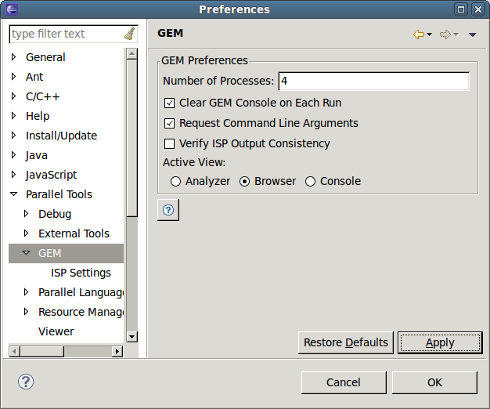 Preferences
type filter text
General
Ant
C/C++
Help
Install/Update
Java
JavaScript
Parallel Tools
Debug
External Tools
GEM
ISP Settings
Parallel Language
Resource Manag
Viewer
GEM
GEM Preferences
Number of Processes: 4
Clear GEM Console on Each Run
Request Command Line Arguments
Verify ISP Output Consistency
Active View:
Analyzer Browser Console
?
Restore Defaults Apply
? Cancel OK